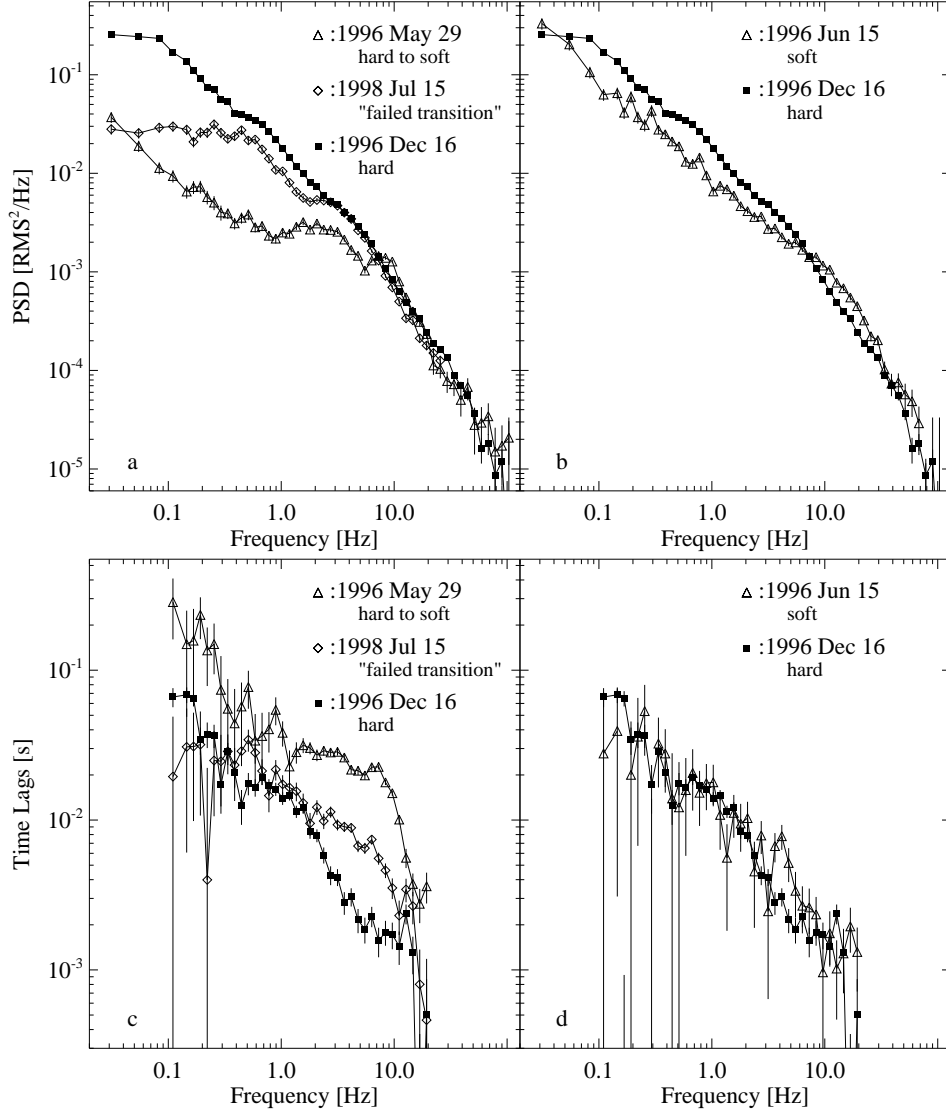 △ :1996 May 29
hard to soft
◇ :1998 Jul 15
"failed transition"
■ :1996 Dec 16
hard
PSD [RMS²/Hz]
10⁻¹
10⁻²
10⁻³
10⁻⁴
10⁻⁵
a
0.1 1.0 10.0
Frequency [Hz]
△ :1996 Jun 15
soft
■ :1996 Dec 16
hard
b
0.1 1.0 10.0
Frequency [Hz]
△ :1996 May 29
hard to soft
◇ :1998 Jul 15
"failed transition"
■ :1996 Dec 16
hard
Time Lags [s]
10⁻¹
10⁻²
10⁻³
c
0.1 1.0 10.0
Frequency [Hz]
△ :1996 Jun 15
soft
■ :1996 Dec 16
hard
d
0.1 1.0 10.0
Frequency [Hz]